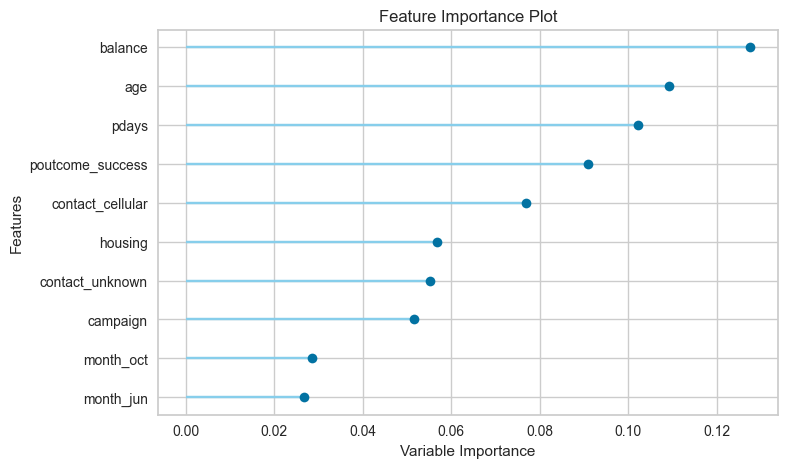 Feature Importance Plot
balance
age
pdays
poutcome_success
contact_cellular
housing
contact_unknown
campaign
month_oct
month_jun
Features
0.00 0.02 0.04 0.06 0.08 0.10 0.12
Variable Importance